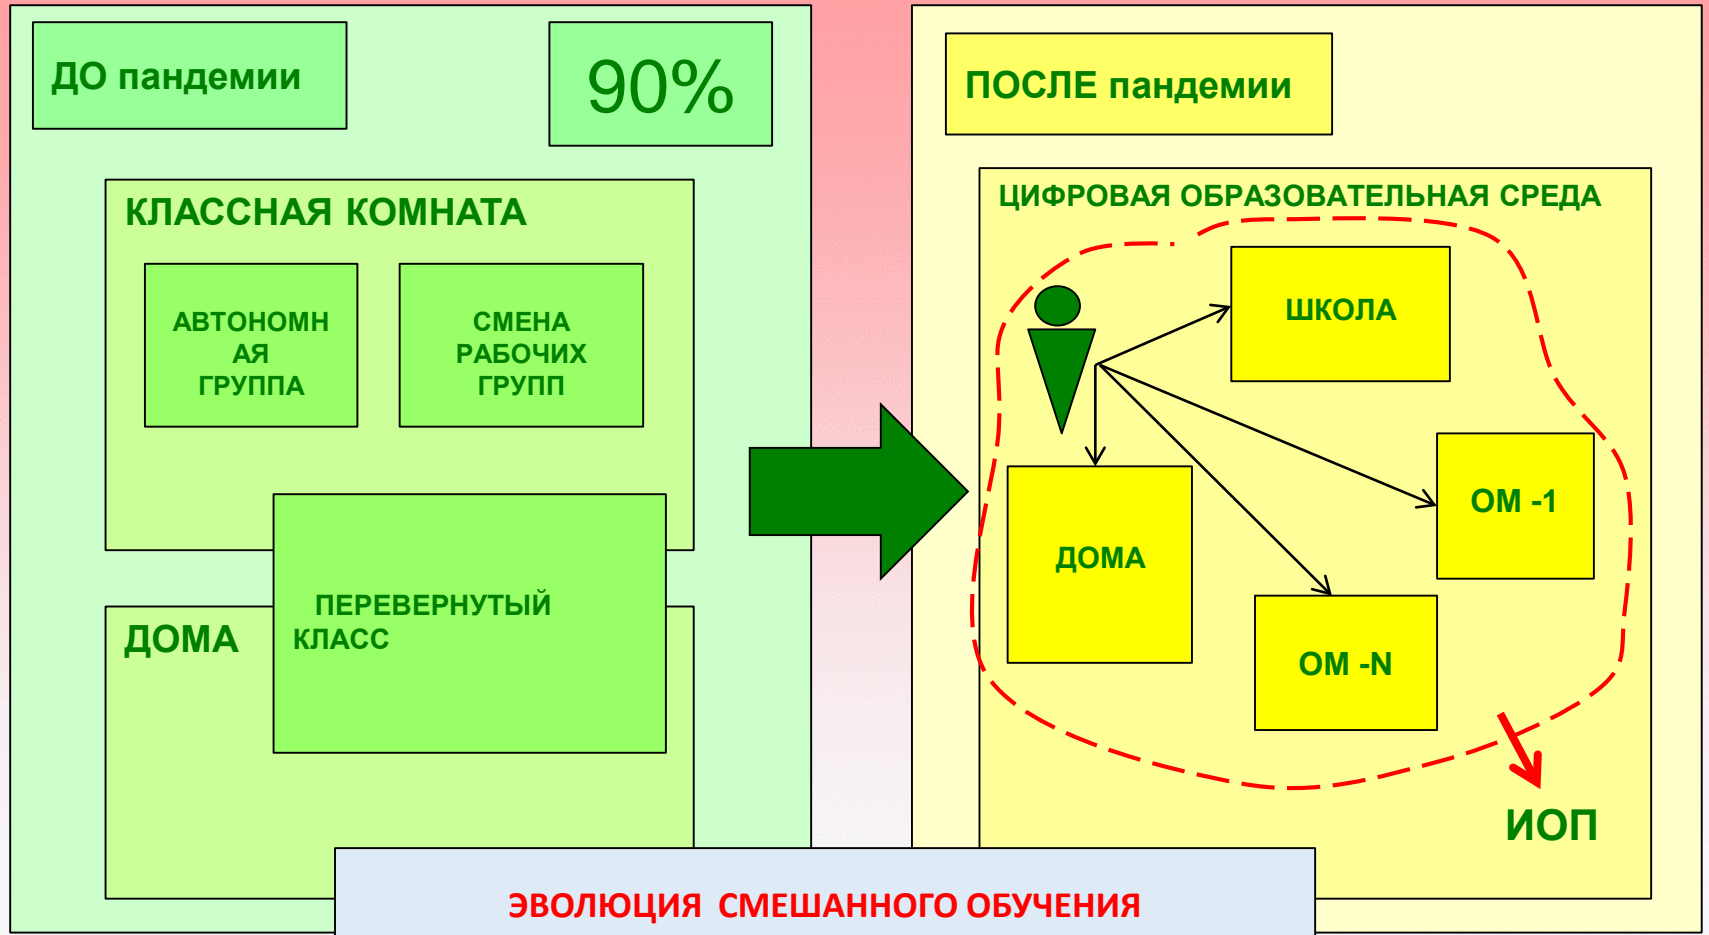 ДО пандемии
90%
КЛАССНАЯ КОМНАТА
АВТОНОМН
АЯ
ГРУППА
СМЕНА
РАБОЧИХ
ГРУПП
ПЕРЕВЕРНУТЫЙ
КЛАСС
ДОМА
ПОСЛЕ пандемии
ЦИФРОВАЯ ОБРАЗОВАТЕЛЬНАЯ СРЕДА
ШКОЛА
ОМ -1
ДОМА
ОМ -N
ИОП
ЭВОЛЮЦИЯ СМЕШАННОГО ОБУЧЕНИЯ